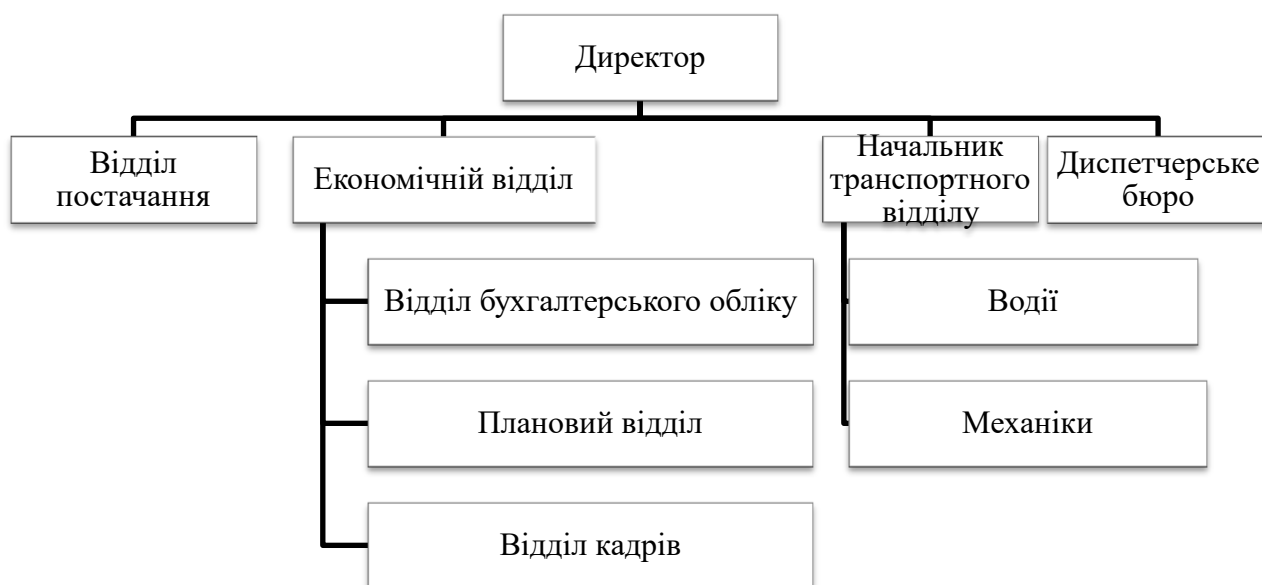 Директор
Відділ
постачання
Економічній відділ
Начальник
транспортного
відділу
Диспетчерське
бюро
Відділ бухгалтерського обліку
Водії
Плановий відділ
Механіки
Відділ кадрів